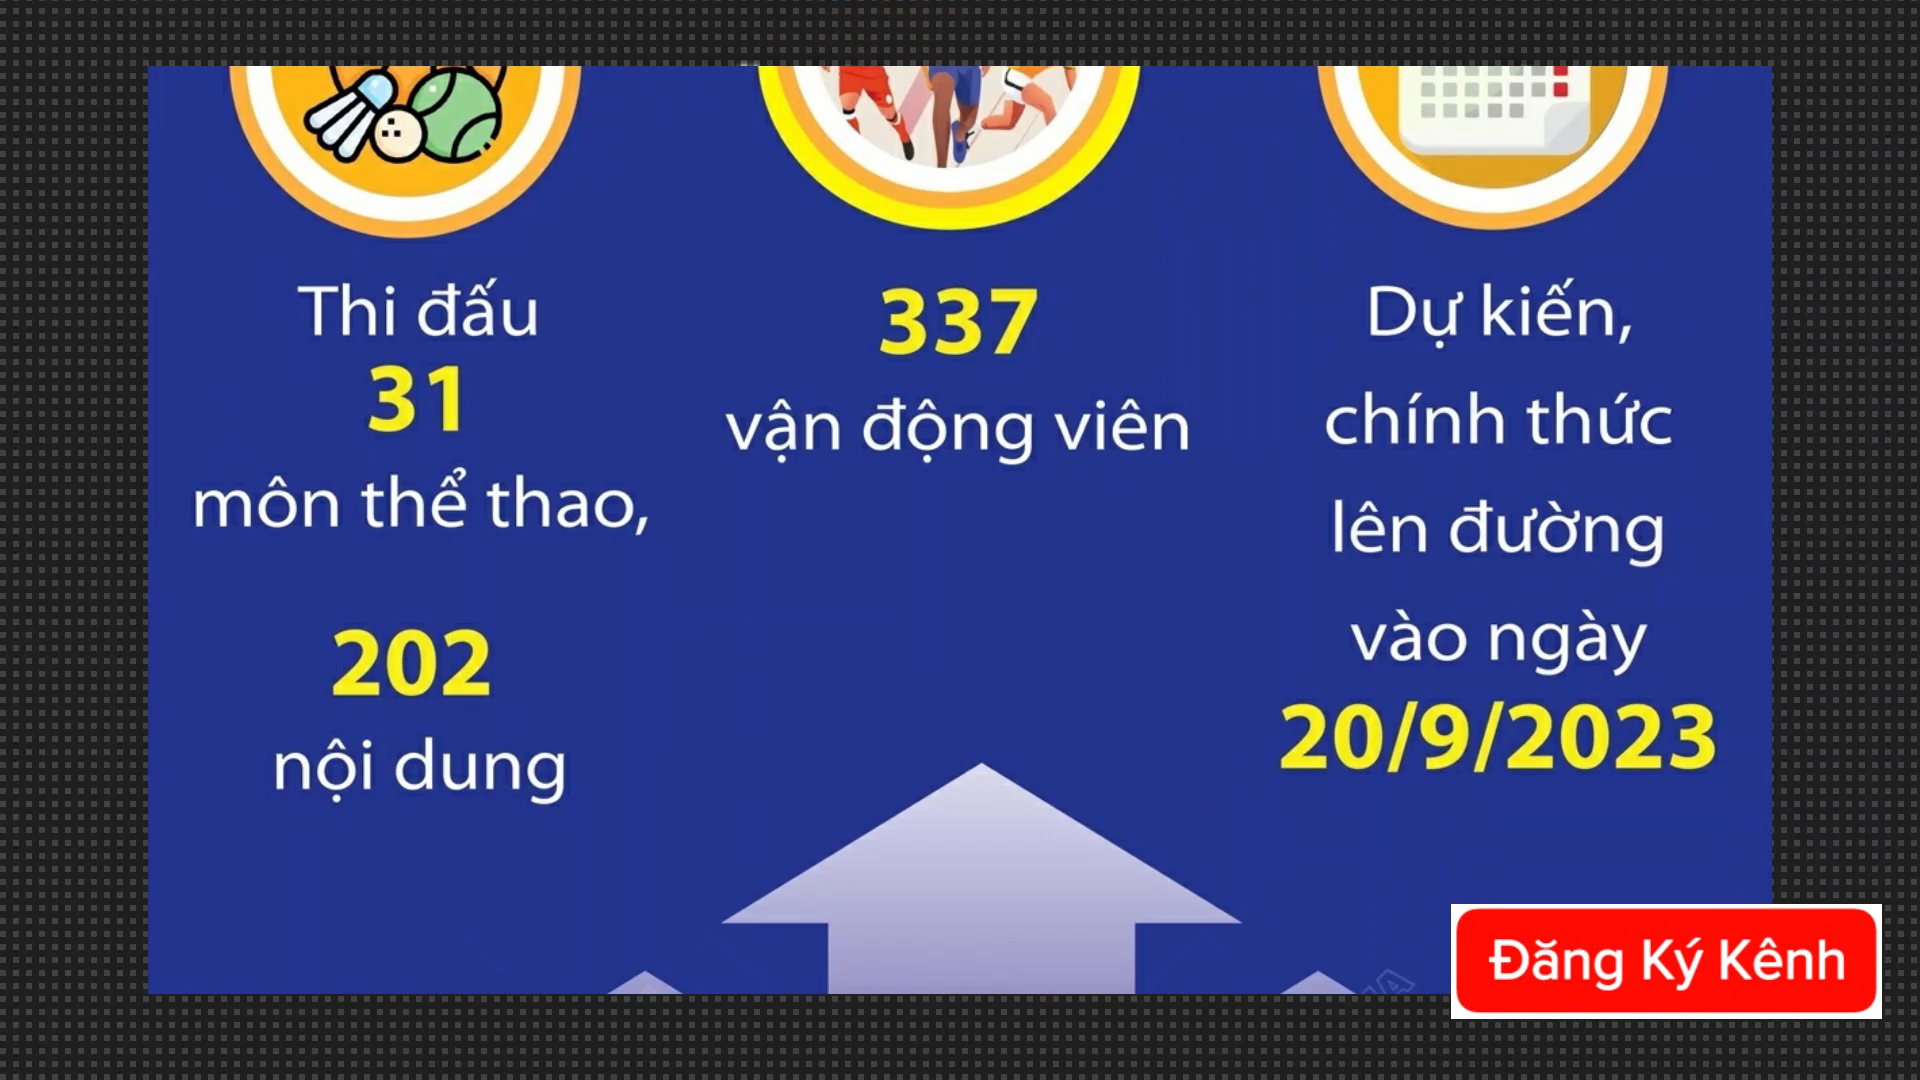 Thi đấu
31
môn thể thao,
202
nội dung
337
vận động viên
Dự kiến,
chính thức
lên đường
vào ngày
20/9/2023
Đăng Ký Kênh